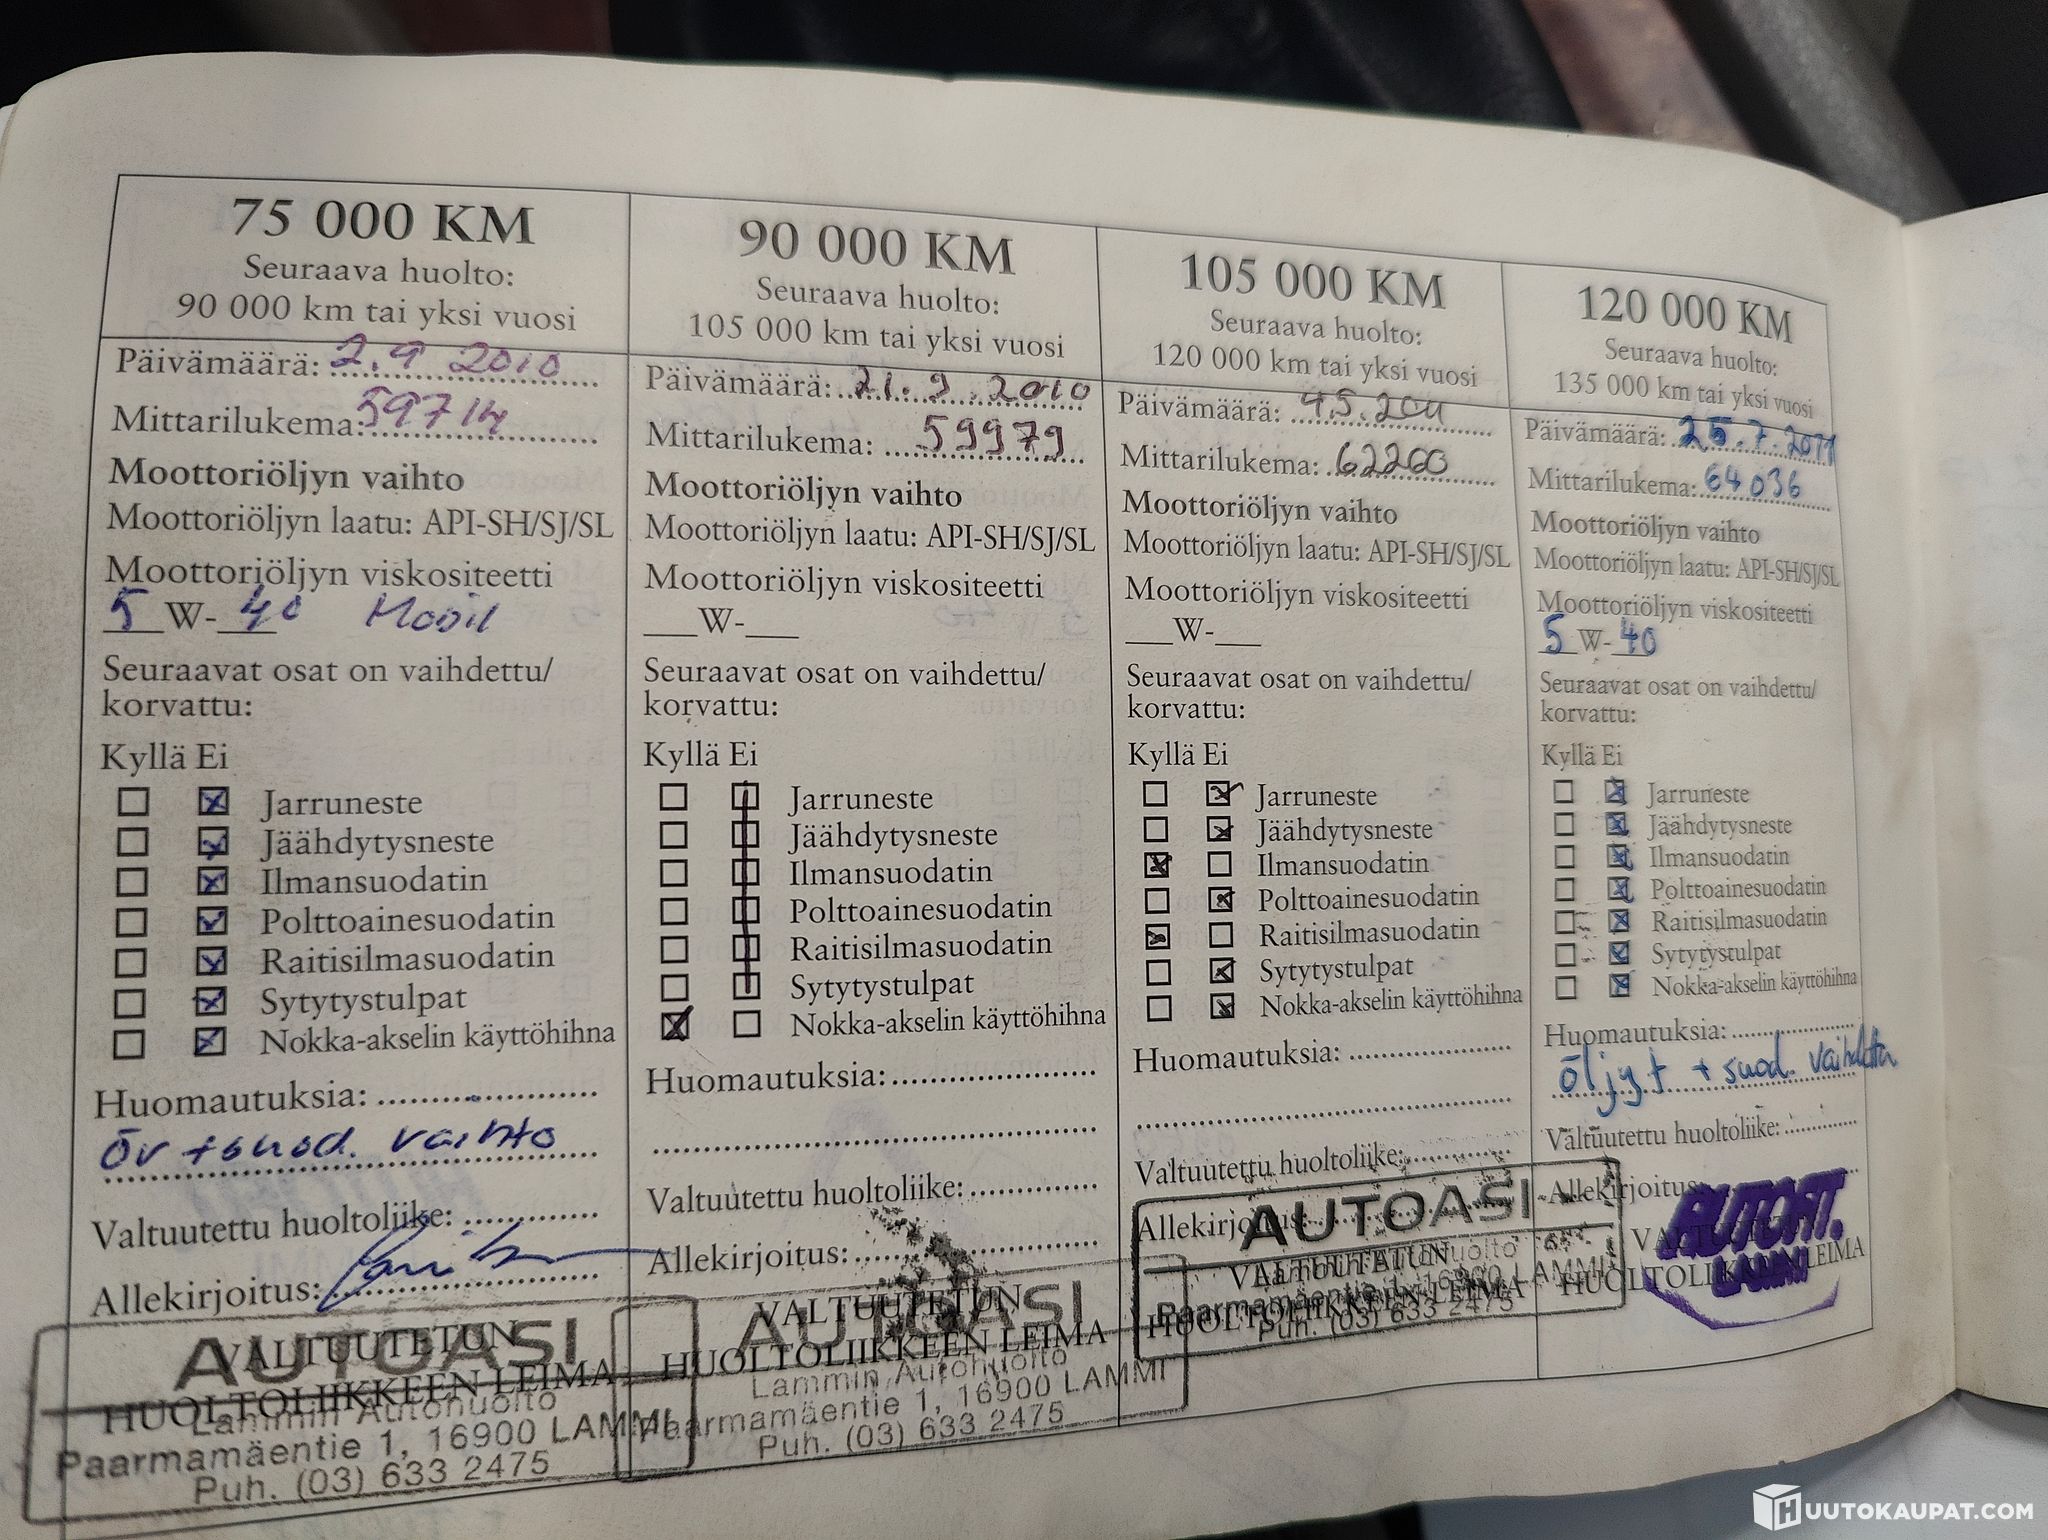 75 000 KM
Seuraava huolto:
90 000 km tai yksi vuosi
Päivämäärä: 2.9 2010
Mittarilukema: 59714
Moottoriöljyn vaihto
Moottoriöljyn laatu: API-SH/SJ/SL
Moottoriöljyn viskositeetti
5 W- 40 Mobil
Seuraavat osat on vaihdettu/
korvattu:
Kyllä Ei
Jarruneste
Jäähdytysneste
Ilmansuodatin
Polttoainesuodatin
Raitisilmasuodatin
Sytytystulpat
Nokka-akselin käyttöhihna
Huomautuksia:
öv + suod. vaihto
Valtuutettu huoltoliike:
Allekirjoitus:
VALTUUTETUN
HUOLTOLIIKKEEN LEIMA
AUTOASI
Lammin Autohuolto
Paarmamäentie 1, 16900 LAMMI
Puh. (03) 633 2475
90 000 KM
Seuraava huolto:
105 000 km tai yksi vuosi
Päivämäärä: 21.9.2010
Mittarilukema: 59979
Moottoriöljyn vaihto
Moottoriöljyn laatu: API-SH/SJ/SL
Moottoriöljyn viskositeetti
W-
Seuraavat osat on vaihdettu/
korvattu:
Kyllä Ei
Jarruneste
Jäähdytysneste
Ilmansuodatin
Polttoainesuodatin
Raitisilmasuodatin
Sytytystulpat
Nokka-akselin käyttöhihna
Huomautuksia:
Valtuutettu huoltoliike:
Allekirjoitus:
VALTUUTETUN
HUOLTOLIIKKEEN LEIMA
AUTOASI
Lammin Autohuolto
Paarmamäentie 1, 16900 LAMMI
Puh. (03) 633 2475
105 000 KM
Seuraava huolto:
120 000 km tai yksi vuosi
Päivämäärä: 4.5.2011
Mittarilukema: 62260
Moottoriöljyn vaihto
Moottoriöljyn laatu: API-SH/SJ/SL
Moottoriöljyn viskositeetti
W-
Seuraavat osat on vaihdettu/
korvattu:
Kyllä Ei
Jarruneste
Jäähdytysneste
Ilmansuodatin
Polttoainesuodatin
Raitisilmasuodatin
Sytytystulpat
Nokka-akselin käyttöhihna
Huomautuksia:
Valtuutettu huoltoliike:
Allekirjoitus:
VALTUUTETUN
HUOLTOLIIKKEEN LEIMA
AUTOASI
Lammin Autohuolto
Paarmamäentie 1, 16900 LAMMI
Puh. (03) 633 2475
120 000 KM
Seuraava huolto:
135 000 km tai yksi vuosi
Päivämäärä: 25.7.2011
Mittarilukema: 64036
Moottoriöljyn vaihto
Moottoriöljyn laatu: API-SH/SJ/SL
Moottoriöljyn viskositeetti
5 W- 40
Seuraavat osat on vaihdettu/
korvattu:
Kyllä Ei
Jarruneste
Jäähdytysneste
Ilmansuodatin
Polttoainesuodatin
Raitisilmasuodatin
Sytytystulpat
Nokka-akselin käyttöhihna
Huomautuksia:
öljyt + suod. vaihdettu
Valtuutettu huoltoliike:
Allekirjoitus:
HUUTOKAUPAT.COM